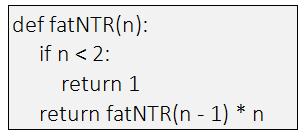 def fatNTR(n):
    if n < 2:
        return 1
    return fatNTR(n - 1) * n